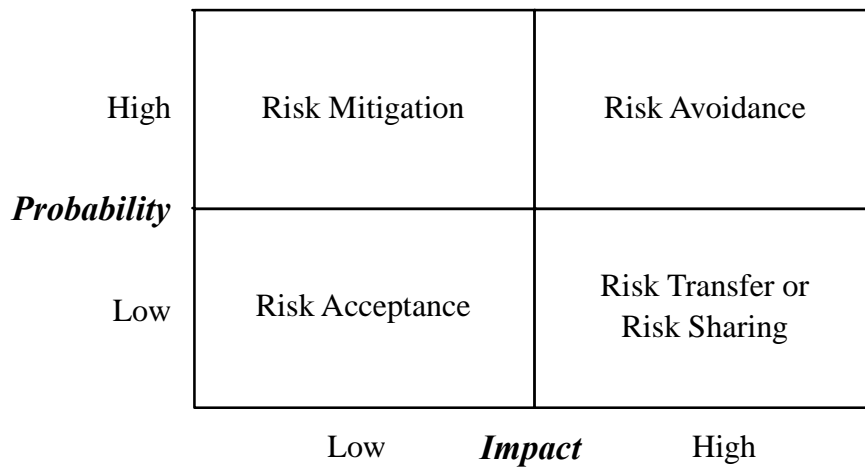 High
Risk Mitigation
Risk Avoidance
Probability
Low
Risk Acceptance
Risk Transfer or
Risk Sharing
Low
Impact
High